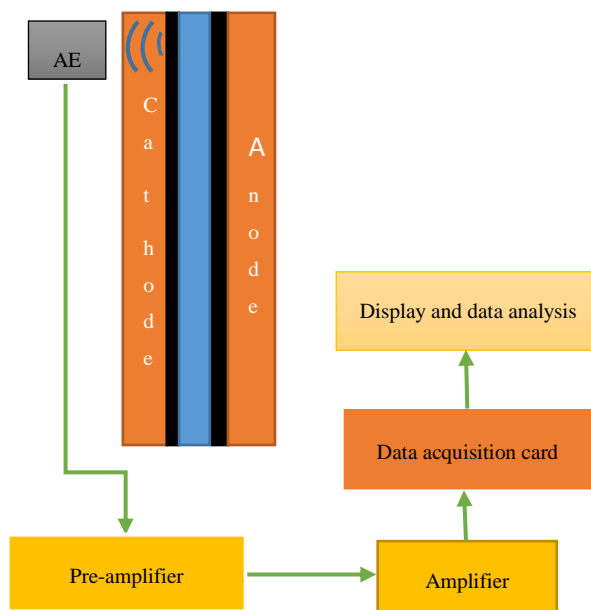 AE
C
a
t
h
o
d
e
A
n
o
d
e
Display and data analysis
Data acquisition card
Pre-amplifier
Amplifier